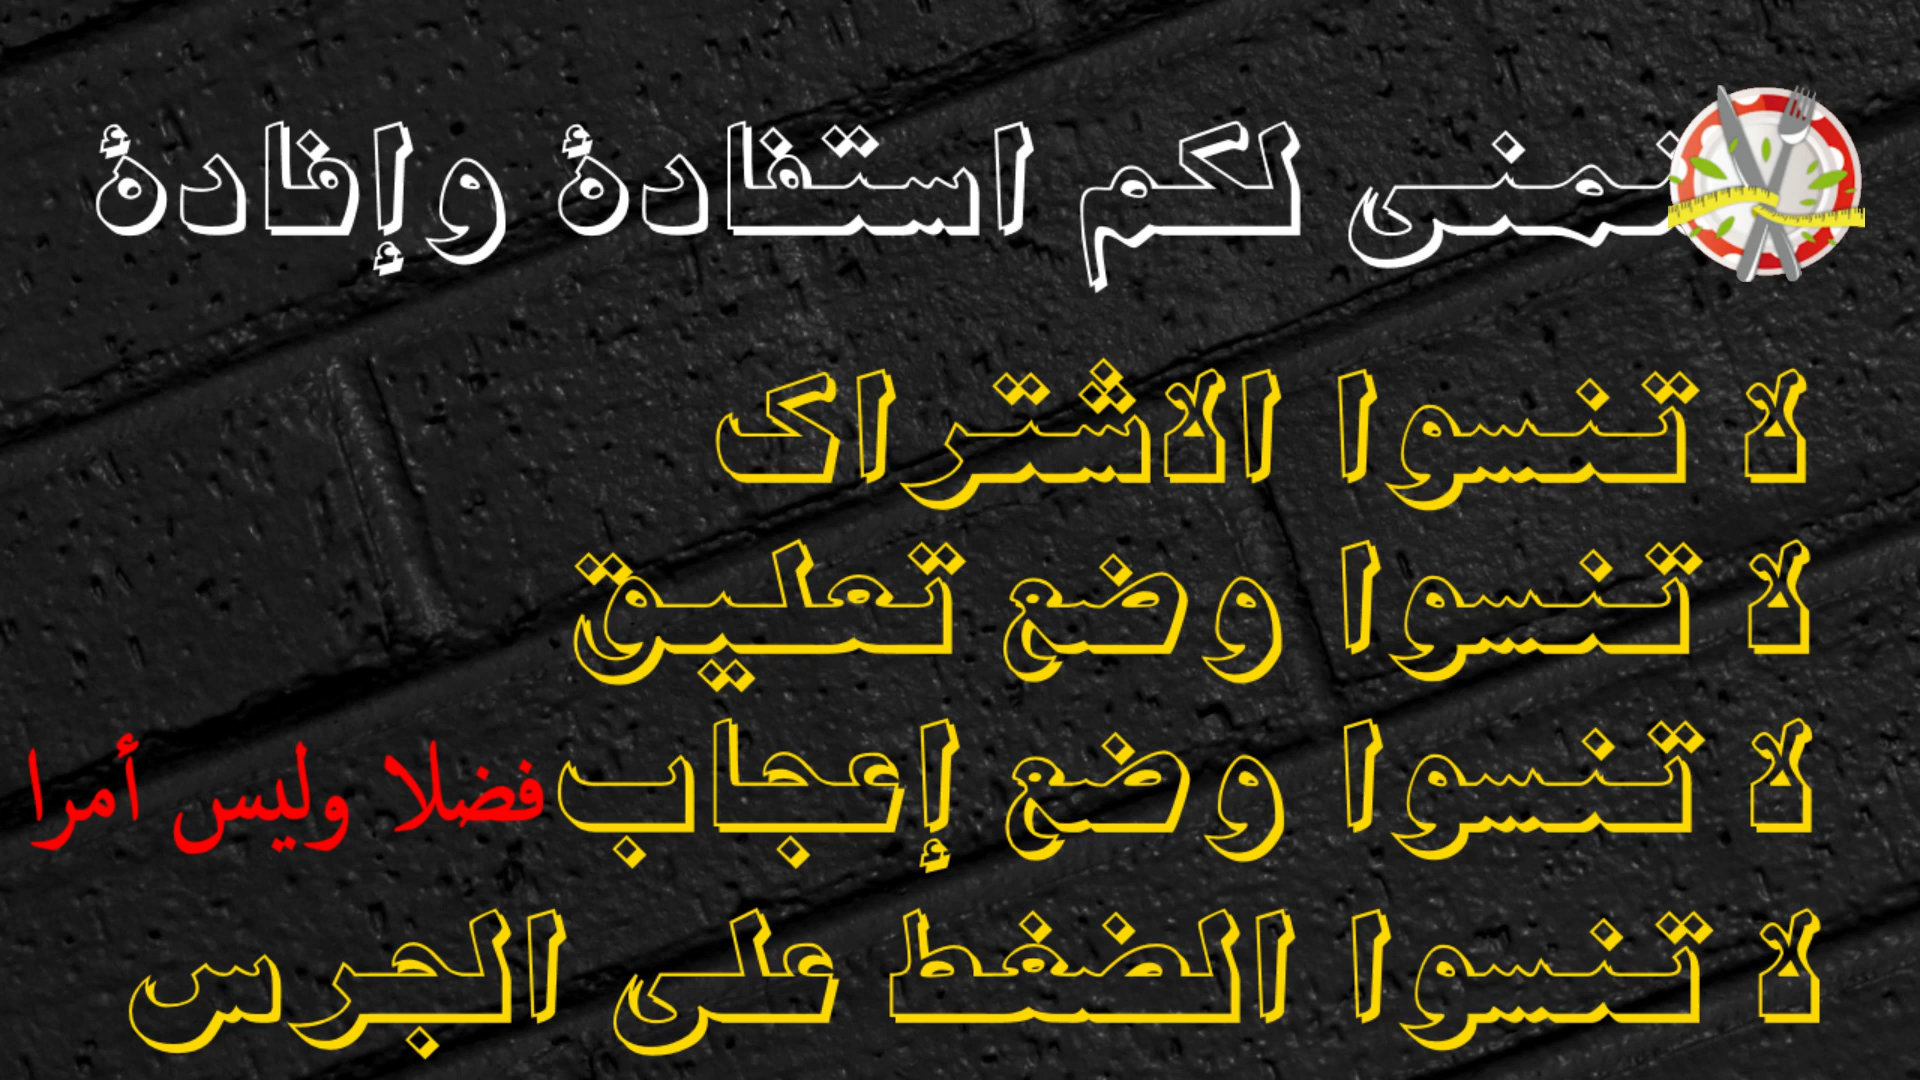 نمنى لكم استفادة وإفادة
لا تنسوا الاشتراك
لا تنسوا وضع تعليق
لا تنسوا وضع إعجاب فضلا وليس أمرا
لا تنسوا الضغط على الجرس